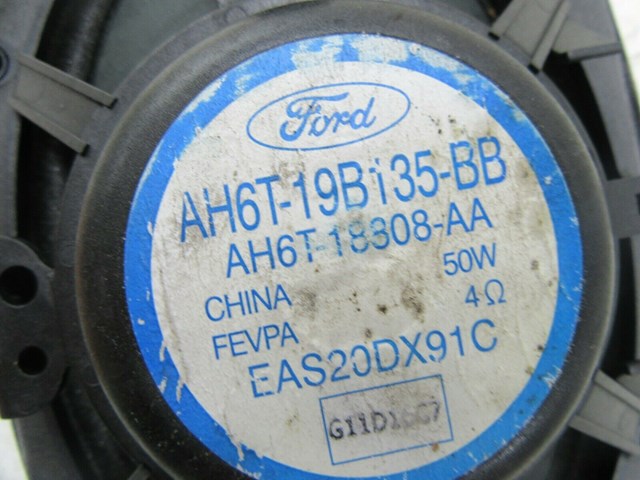 Ford
AH6T-19B135-BB
AH6T-18808-AA
50W
CHINA
4Ω
FEVPA
EAS20DX91C